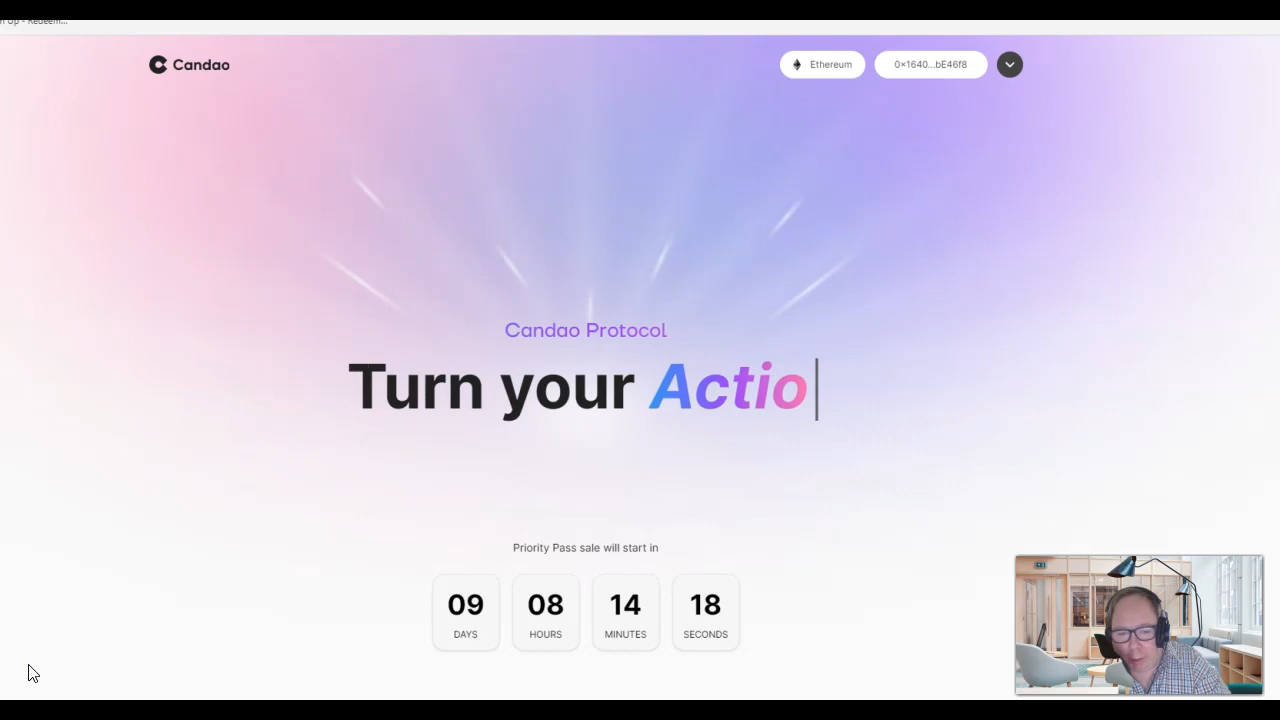 Candao
Ethereum
0×1640...bE46f8
Candao Protocol
Turn your Actio
Priority Pass sale will start in
09 08 14 18
DAYS HOURS MINUTES SECONDS